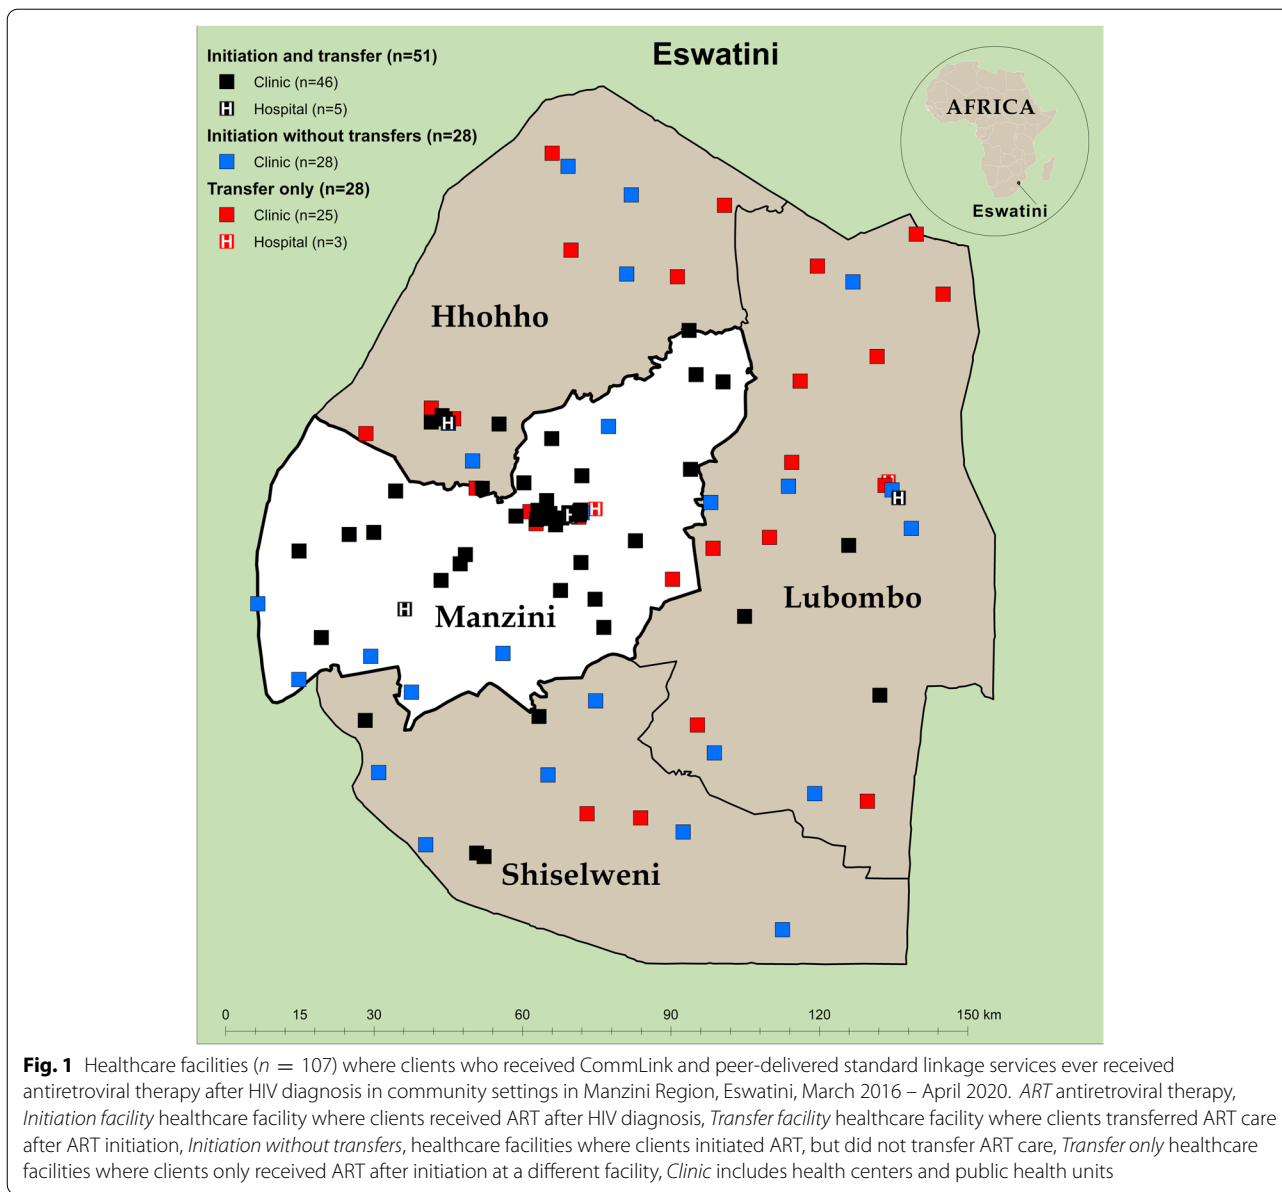 Eswatini
Initiation and transfer (n=51)
Clinic (n=46)
H Hospital (n=5)
Initiation without transfers (n=28)
Clinic (n=28)
Transfer only (n=28)
Clinic (n=25)
H Hospital (n=3)
AFRICA
Eswatini
Hhohho
H
H
H
H
H
H
Manzini
Lubombo
Shiselweni
0 15 30 60 90 120 150 km
Fig. 1 Healthcare facilities (n = 107) where clients who received CommLink and peer-delivered standard linkage services ever received
antiretroviral therapy after HIV diagnosis in community settings in Manzini Region, Eswatini, March 2016 – April 2020. ART antiretroviral therapy,
Initiation facility healthcare facility where clients received ART after HIV diagnosis, Transfer facility healthcare facility where clients transferred ART care
after ART initiation, Initiation without transfers, healthcare facilities where clients initiated ART, but did not transfer ART care, Transfer only healthcare
facilities where clients only received ART after initiation at a different facility, Clinic includes health centers and public health units